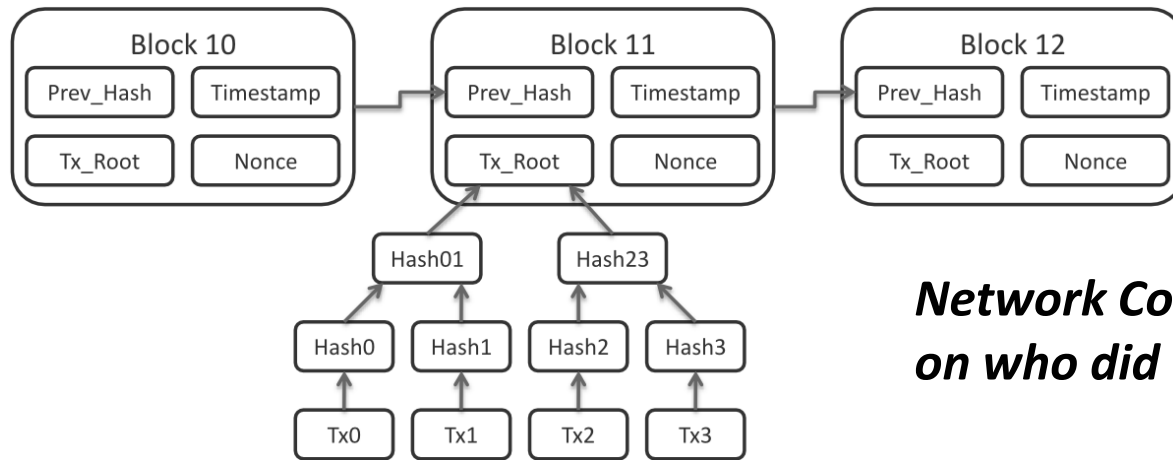 Block 10 Block 11 Block 12
Prev_Hash Timestamp Prev_Hash Timestamp Prev_Hash Timestamp
Tx_Root Nonce Tx_Root Nonce Tx_Root Nonce
Hash01 Hash23
Network Co
on who did
Hash0 Hash1 Hash2 Hash3
Tx0 Tx1 Tx2 Tx3